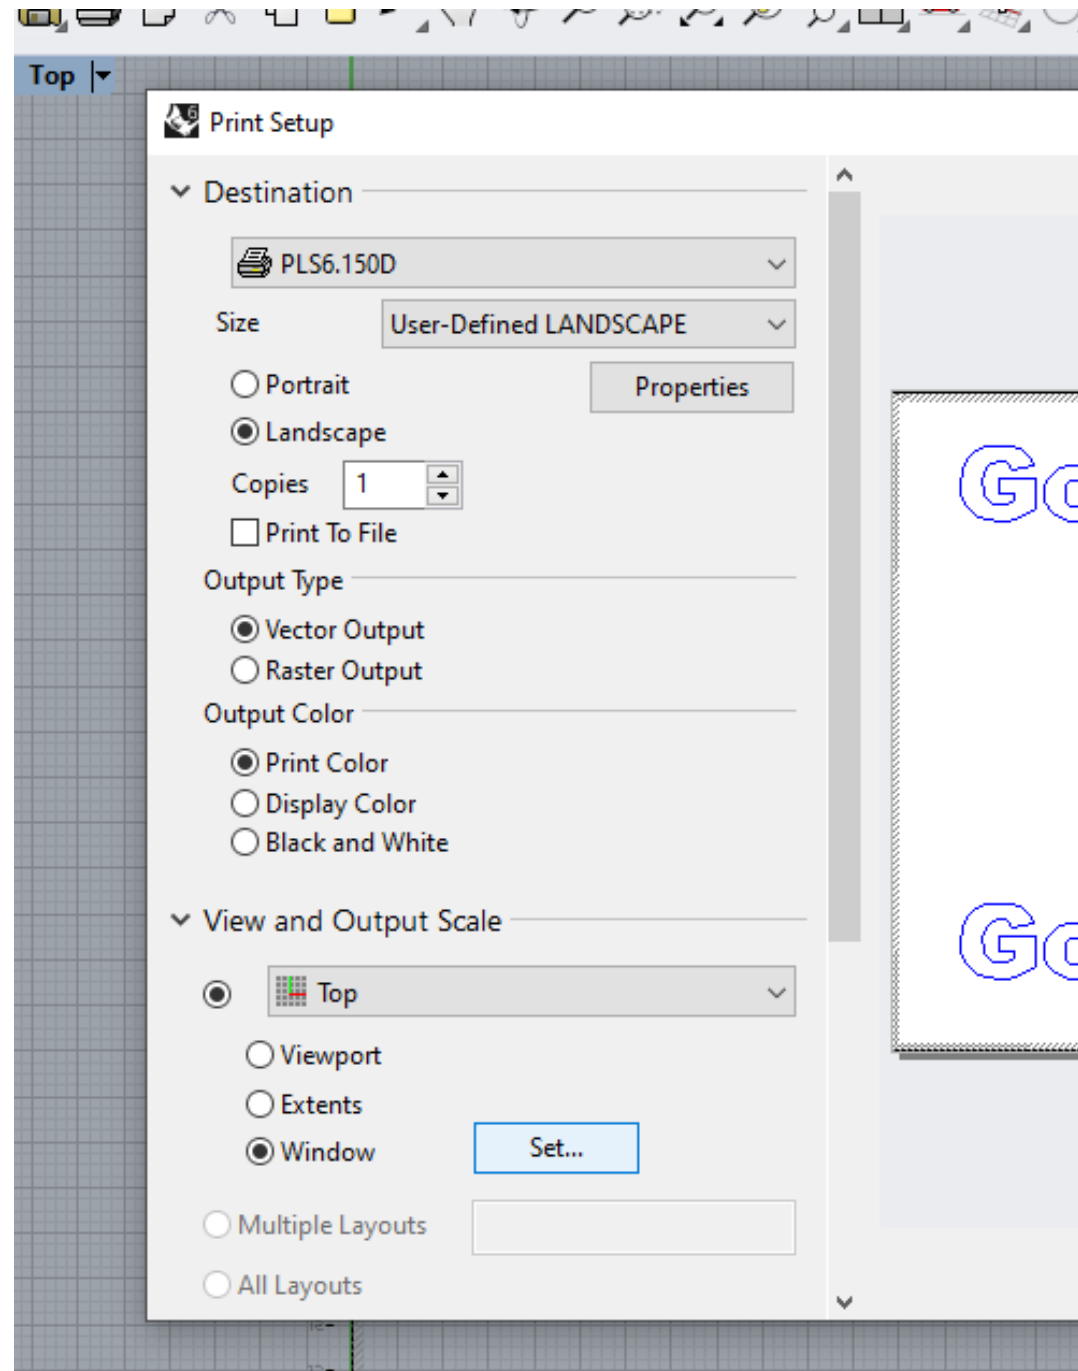 Top
Print Setup
Destination
PLS6.150D
Size
User-Defined LANDSCAPE
Portrait
Properties
Landscape
Copies
1
Print To File
Output Type
Vector Output
Raster Output
Output Color
Print Color
Display Color
Black and White
View and Output Scale
Top
Viewport
Extents
Window
Set...
Multiple Layouts
All Layouts